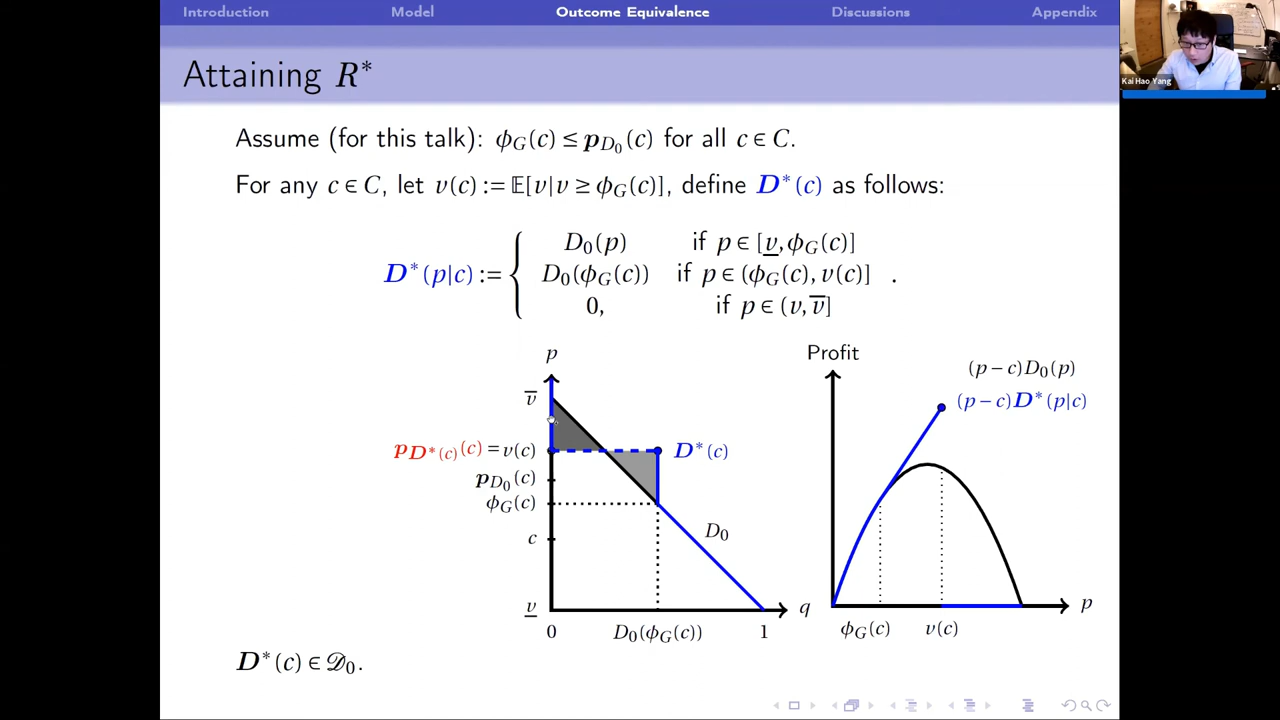 Introduction Model Outcome Equivalence Discussions Appendix
Kai Hao Yang
Attaining R*
Assume (for this talk): ϕ_G(c) ≤ p_{D_0}(c) for all c ∈ C.
For any c ∈ C, let v(c) := 𝔼[v|v ≥ ϕ_G(c)], define D*(c) as follows:
D_0(p) if p ∈ [v̲, ϕ_G(c)]
D*(p|c) := { D_0(ϕ_G(c)) if p ∈ (ϕ_G(c), v(c)] .
0, if p ∈ (v, v̅]
p
Profit
(p − c)D_0(p)
(p − c)D*(p|c)
v̅
p_{D*(c)}(c) = v(c)
D*(c)
p_{D_0}(c)
ϕ_G(c)
c
D_0
v̲
q
p
0 D_0(ϕ_G(c)) 1
ϕ_G(c) v(c)
D*(c) ∈ 𝒟_0.